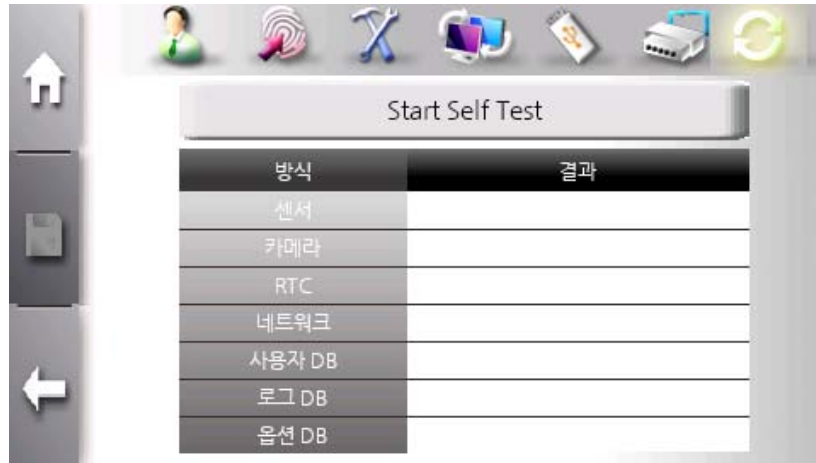 Start Self Test
방식 결과
센서
카메라
RTC
네트워크
사용자 DB
로그 DB
옵션 DB